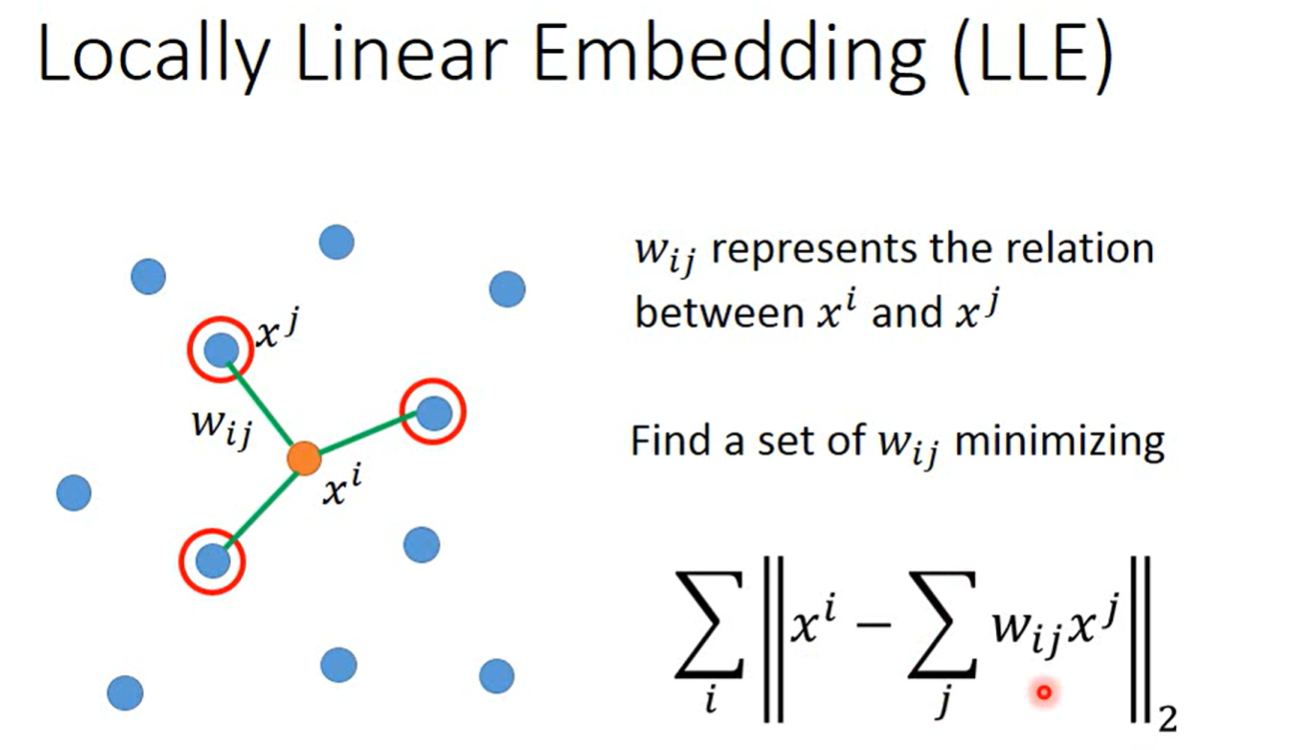 Locally Linear Embedding (LLE)
x^j
w_{ij}
x^i
w_{ij} represents the relation
between x^i and x^j
Find a set of w_{ij} minimizing
\sum_i \left\| x^i - \sum_j w_{ij} x^j \right\|_2